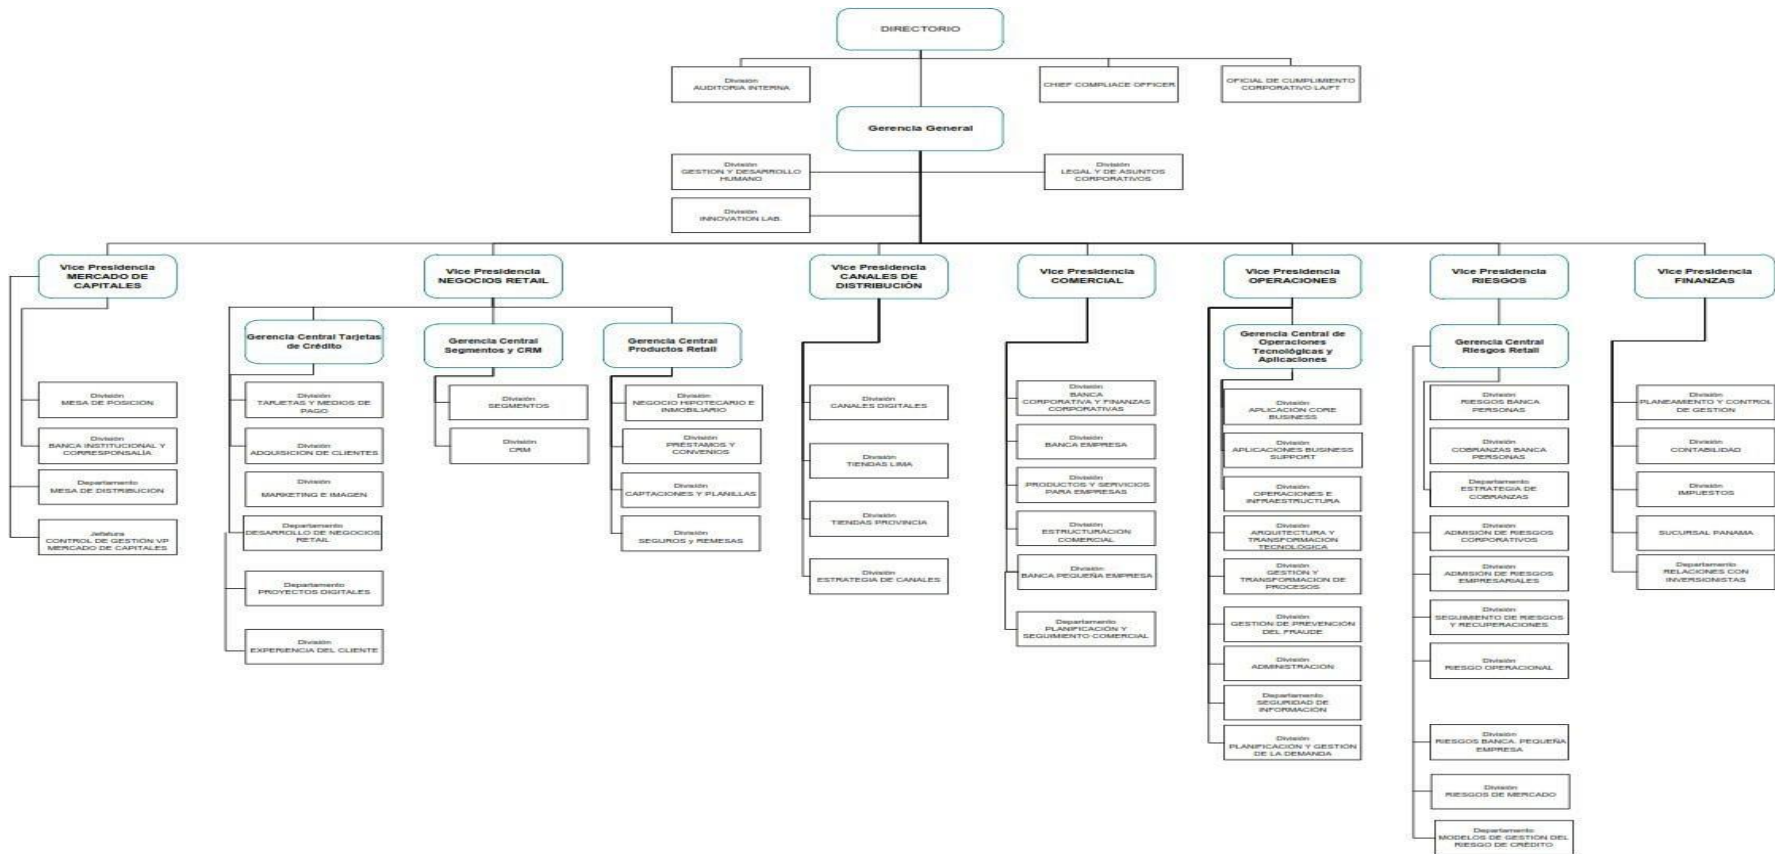 DIRECTORIO
División
AUDITORIA INTERNA
CHIEF COMPLIACE OFFICER
OFICIAL DE CUMPLIMIENTO
CORPORATIVO LA/FT
Gerencia General
División
GESTION Y DESARROLLO
HUMANO
División
LEGAL Y DE ASUNTOS
CORPORATIVOS
División
INNOVATION LAB.
Vice Presidencia
MERCADO DE
CAPITALES
División
MESA DE POSICIÓN
División
BANCA INSTITUCIONAL Y
CORRESPONSALÍA
Departamento
MESA DE DISTRIBUCIÓN
Jefatura
CONTROL DE GESTIÓN VP
MERCADO DE CAPITALES
Vice Presidencia
NEGOCIOS RETAIL
Gerencia Central Tarjetas
de Crédito
División
TARJETAS Y MEDIOS DE
PAGO
División
ADQUISICIÓN DE CLIENTES
División
MARKETING E IMAGEN
Departamento
DESARROLLO DE NEGOCIOS
RETAIL
Departamento
PROYECTOS DIGITALES
División
EXPERIENCIA DEL CLIENTE
Gerencia Central
Segmentos y CRM
División
SEGMENTOS
División
CRM
Gerencia Central
Productos Retail
División
NEGOCIO HIPOTECARIO E
INMOBILIARIO
División
PRÉSTAMOS Y
CONVENIOS
División
CAPTACIONES Y PLANILLAS
División
SEGUROS y REMESAS
Vice Presidencia
CANALES DE
DISTRIBUCIÓN
División
CANALES DIGITALES
División
TIENDAS LIMA
División
TIENDAS PROVINCIA
División
ESTRATEGIA DE CANALES
Vice Presidencia
COMERCIAL
División
BANCA
CORPORATIVA Y FINANZAS
CORPORATIVAS
División
BANCA EMPRESA
División
PRODUCTOS Y SERVICIOS
PARA EMPRESAS
División
ESTRUCTURACIÓN
COMERCIAL
División
BANCA PEQUEÑA EMPRESA
Departamento
PLANIFICACIÓN Y
SEGUIMIENTO COMERCIAL
Vice Presidencia
OPERACIONES
Gerencia Central de
Operaciones
Tecnológicas y
Aplicaciones
División
APLICACIÓN CORE
BUSINESS
División
APLICACIONES BUSINESS
SUPPORT
División
OPERACIONES E
INFRAESTRUCTURA
División
ARQUITECTURA Y
TRANSFORMACION
TECNOLÓGICA
División
GESTIÓN Y
TRANSFORMACION DE
PROCESOS
División
GESTIÓN DE PREVENCIÓN
DEL FRAUDE
División
ADMINISTRACIÓN
Departamento
SEGURIDAD DE
INFORMACIÓN
División
PLANIFICACIÓN Y GESTIÓN
DE LA DEMANDA
Vice Presidencia
RIESGOS
Gerencia Central
Riesgos Retail
División
RIESGOS BANCA
PERSONAS
División
COBRANZAS BANCA
PERSONAS
Departamento
ESTRATEGIA DE
COBRANZAS
División
ADMISIÓN DE RIESGOS
CORPORATIVOS
División
ADMISIÓN DE RIESGOS
EMPRESARIALES
División
SEGUIMIENTO DE RIESGOS
Y RECUPERACIONES
División
RIESGO OPERACIONAL
División
RIESGOS BANCA. PEQUEÑA
EMPRESA
División
RIESGOS DE MERCADO
Departamento
MODELOS DE GESTIÓN DEL
RIESGO DE CRÉDITO
Vice Presidencia
FINANZAS
División
PLANEAMIENTO Y CONTROL
DE GESTIÓN
División
CONTABILIDAD
División
IMPUESTOS
SUCURSAL PANAMA
Departamento
RELACIONES CON
INVERSIONISTAS